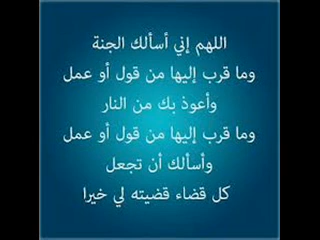 اللهم إني أسألك الجنة
وما قرب إليها من قول أو عمل
وأعوذ بك من النار
وما قرب إليها من قول أو عمل
وأسألك أن تجعل
كل قضاء قضيته لي خيرا